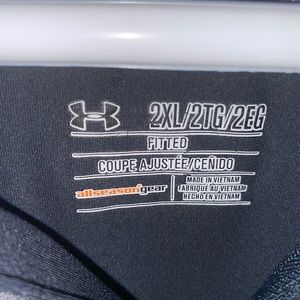 2XL/2TG/2EG
FITTED
COUPE AJUSTÉE/CEÑIDO
allseasongear
MADE IN VIETNAM
FABRIQUÉ AU VIETNAM
HECHO EN VIETNAM